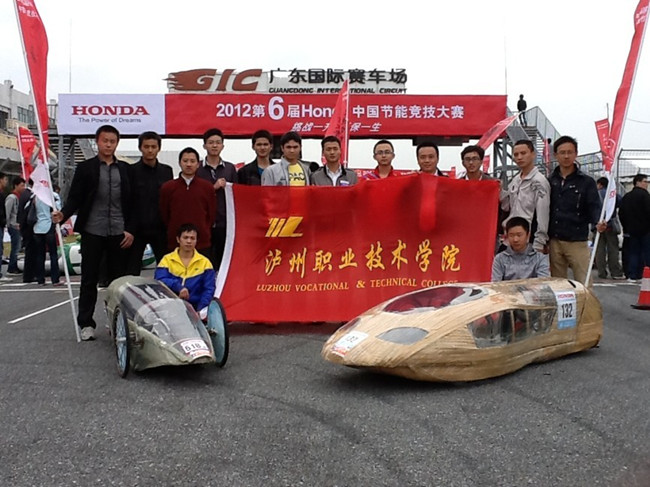 GIC 广东国际赛车场
GUANGDONG INTERNATIONAL CIRCUIT
HONDA
The Power of Dreams
2012第6届Honda中国节能竞技大赛
泸州职业技术学院
LUZHOU VOCATIONAL & TECHNICAL COLLEGE
132